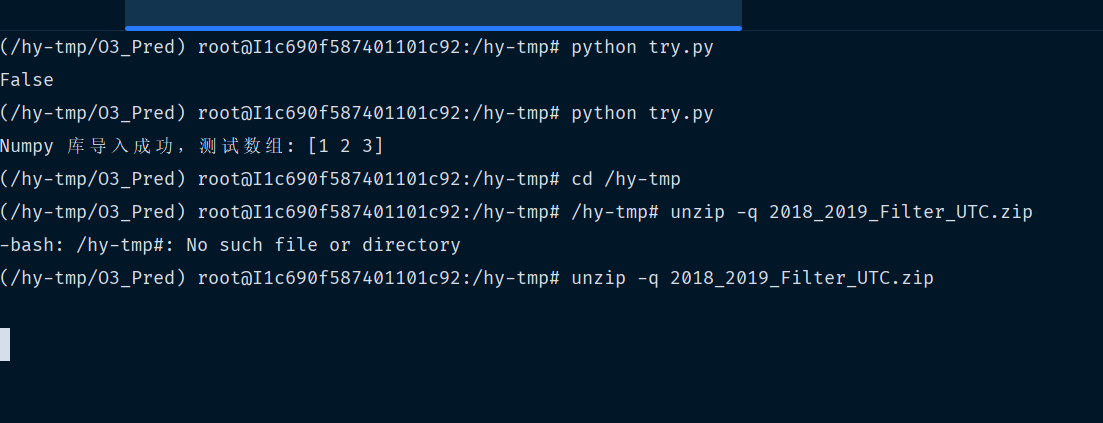 (/hy-tmp/O3_Pred) root@I1c690f587401101c92:/hy-tmp# python try.py
False
(/hy-tmp/O3_Pred) root@I1c690f587401101c92:/hy-tmp# python try.py
Numpy 库导入成功，测试数组: [1 2 3]
(/hy-tmp/O3_Pred) root@I1c690f587401101c92:/hy-tmp# cd /hy-tmp
(/hy-tmp/O3_Pred) root@I1c690f587401101c92:/hy-tmp# /hy-tmp# unzip -q 2018_2019_Filter_UTC.zip
-bash: /hy-tmp#: No such file or directory
(/hy-tmp/O3_Pred) root@I1c690f587401101c92:/hy-tmp# unzip -q 2018_2019_Filter_UTC.zip